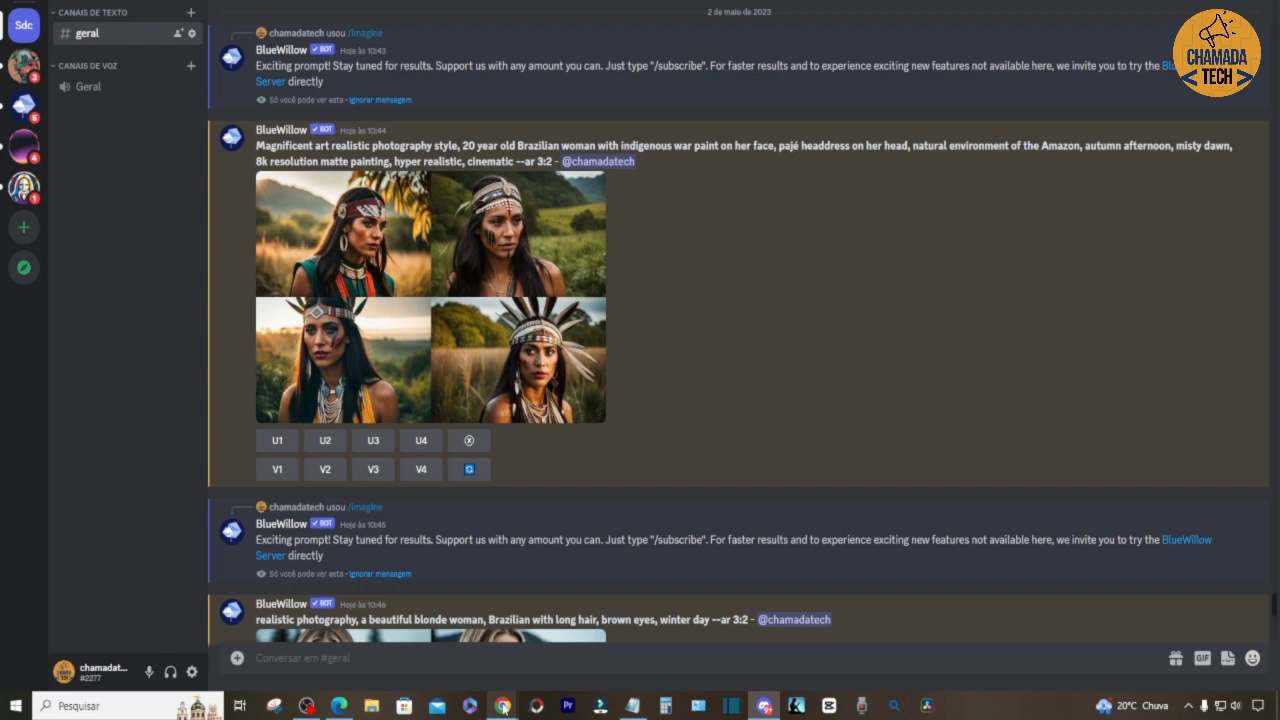 Sdc
CANAIS DE TEXTO
geral
CANAIS DE VOZ
Geral
3
5
4
1
2 de maio de 2023
CHAMADA
TECH
chamadatech usou /imagine
BlueWillow BOT Hoje às 10:43
Exciting prompt! Stay tuned for results. Support us with any amount you can. Just type "/subscribe". For faster results and to experience exciting new features not available here, we invite you to try the
Server directly
Só você pode ver esta • Ignorar mensagem
BlueWillow BOT Hoje às 10:44
Magnificent art realistic photography style, 20 year old Brazilian woman with indigenous war paint on her face, pajé headdress on her head, natural environment of the Amazon, autumn afternoon, misty dawn,
8k resolution matte painting, hyper realistic, cinematic --ar 3:2 - @chamadatech
U1 U2 U3 U4
V1 V2 V3 V4
chamadatech usou /imagine
BlueWillow BOT Hoje às 10:45
Exciting prompt! Stay tuned for results. Support us with any amount you can. Just type "/subscribe". For faster results and to experience exciting new features not available here, we invite you to try the BlueWillow
Server directly
Só você pode ver esta • Ignorar mensagem
BlueWillow BOT Hoje às 10:46
realistic photography, a beautiful blonde woman, Brazilian with long hair, brown eyes, winter day --ar 3:2 - @chamadatech
Conversar em #geral
GIF
chamadat...
#2277
Pesquisar
Pr
20°C Chuva